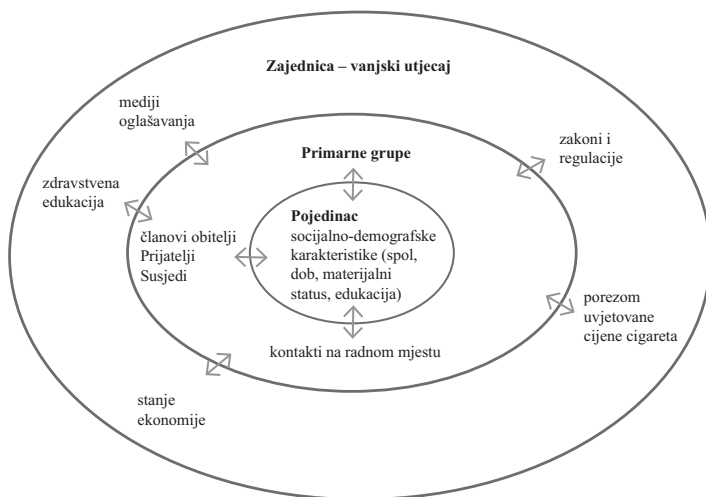 Zajednica – vanjski utjecaj
mediji
oglašavanja
zakoni i
regulacije
Primarne grupe
zdravstvena
edukacija
članovi obitelji
Prijatelji
Susjedi
Pojedinac
socijalno-demografske
karakteristike (spol,
dob, materijalni
status, edukacija)
porezom
uvjetovane
cijene cigareta
kontakti na radnom mjestu
stanje
ekonomije